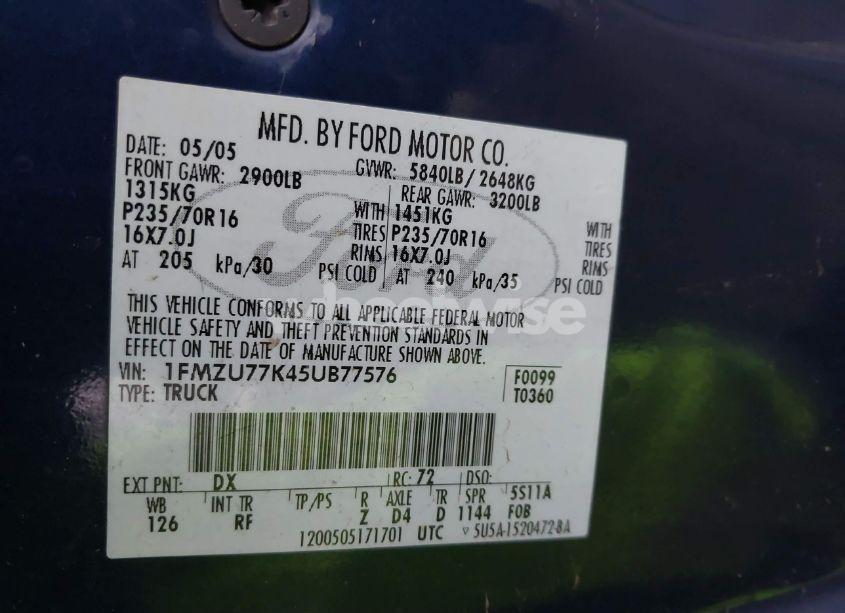 MFD. BY FORD MOTOR CO.
DATE: 05/05 GVWR: 5840LB/2648KG
FRONT GAWR: 2900LB REAR GAWR: 3200LB
1315KG WITH 1451KG WITH
P235/70R16 TIRES P235/70R16 TIRES
16X7.0J RIMS 16X7.0J RIMS
AT 205 kPa/30 PSI COLD AT 240 kPa/35 PSI COLD
Ford
THIS VEHICLE CONFORMS TO ALL APPLICABLE FEDERAL MOTOR
VEHICLE SAFETY AND THEFT PREVENTION STANDARDS IN
EFFECT ON THE DATE OF MANUFACTURE SHOWN ABOVE.
VIN: 1FMZU77K45UB77576 F0099
TYPE: TRUCK T0360
EXT PNT: DX RC: 72 DSO:
WB INT TR TP/PS R AXLE TR SPR 5S11A
126 RF Z D4 D 1144 FOB
1200505171701 UTC ▽5U5A-1520472-BA